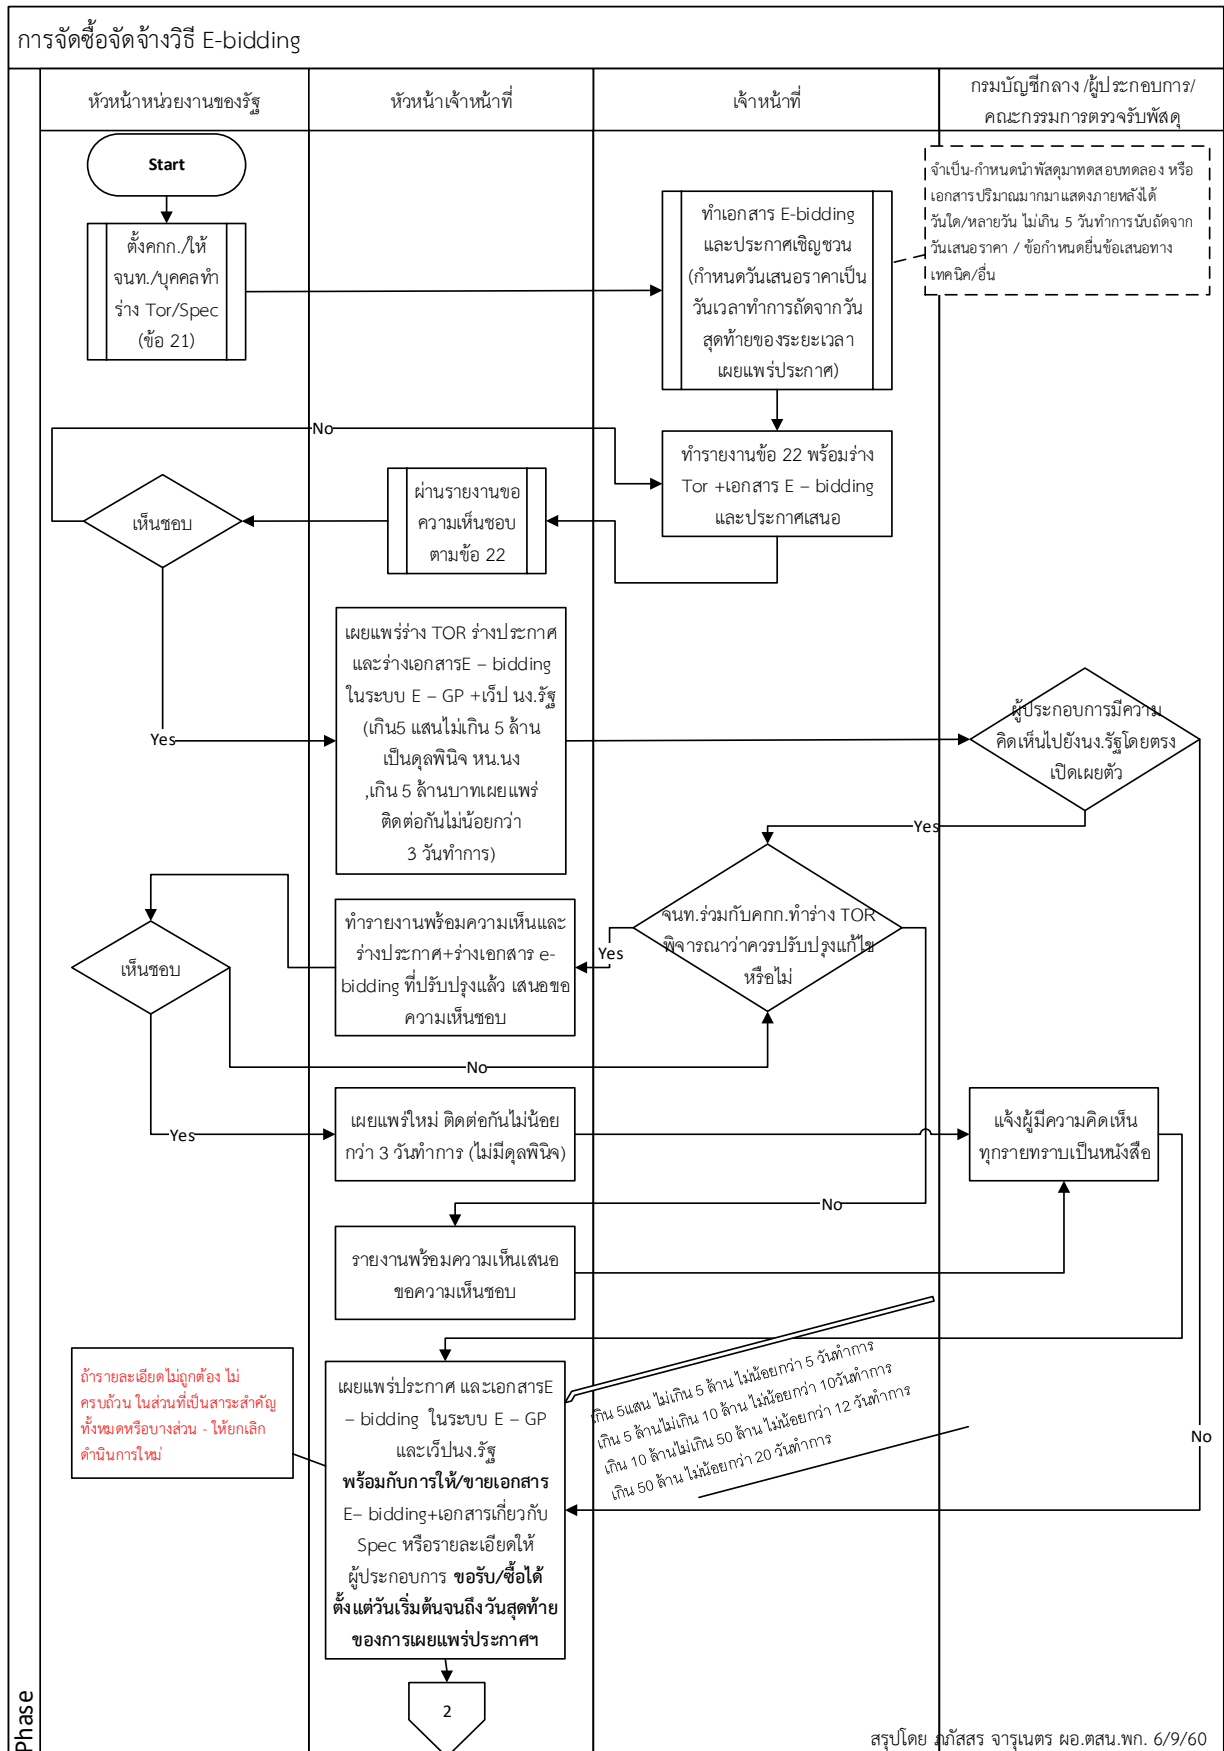 การจัดซื้อจัดจ้างวิธี E-bidding
หัวหน้าหน่วยงานของรัฐ
หัวหน้าเจ้าหน้าที่
เจ้าหน้าที่
กรมบัญชีกลาง /ผู้ประกอบการ/
คณะกรรมการตรวจรับพัสดุ
Start
ตั้งคกก./ให้
จนท./บุคคลทำ
ร่าง Tor/Spec
(ข้อ 21)
ทำเอกสาร E-bidding
และประกาศเชิญชวน
(กำหนดวันเสนอราคาเป็น
วันเวลาทำการถัดจากวัน
สุดท้ายของระยะเวลา
เผยแพร่ประกาศ)
จำเป็น-กำหนดนำพัสดุมาทดสอบทดลอง หรือ
เอกสารปริมาณมากมาแสดงภายหลังได้
วันใด/หลายวัน ไม่เกิน 5 วันทำการนับถัดจาก
วันเสนอราคา / ข้อกำหนดยื่นข้อเสนอทาง
เทคนิค/อื่น
No
ทำรายงานข้อ 22 พร้อมร่าง
Tor +เอกสาร E – bidding
และประกาศเสนอ
ผ่านรายงานขอ
ความเห็นชอบ
ตามข้อ 22
เห็นชอบ
Yes
เผยแพร่ร่าง TOR ร่างประกาศ
และร่างเอกสารE – bidding
ในระบบ E – GP +เว็ป นง.รัฐ
(เกิน5 แสนไม่เกิน 5 ล้าน
เป็นดุลพินิจ หน.นง
,เกิน 5 ล้านบาทเผยแพร่
ติดต่อกันไม่น้อยกว่า
3 วันทำการ)
ผู้ประกอบการมีความ
คิดเห็นไปยังนง.รัฐโดยตรง
เปิดเผยตัว
Yes
จนท.ร่วมกับคกก.ทำร่าง TOR
พิจารณาว่าควรปรับปรุงแก้ไข
หรือไม่
Yes
ทำรายงานพร้อมความเห็นและ
ร่างประกาศ+ร่างเอกสาร e-
bidding ที่ปรับปรุงแล้ว เสนอขอ
ความเห็นชอบ
เห็นชอบ
No
Yes
เผยแพร่ใหม่ ติดต่อกันไม่น้อย
กว่า 3 วันทำการ (ไม่มีดุลพินิจ)
แจ้งผู้มีความคิดเห็น
ทุกรายทราบเป็นหนังสือ
No
รายงานพร้อมความเห็นเสนอ
ขอความเห็นชอบ
ถ้ารายละเอียดไม่ถูกต้อง ไม่
ครบถ้วน ในส่วนที่เป็นสาระสำคัญ
ทั้งหมดหรือบางส่วน - ให้ยกเลิก
ดำเนินการใหม่
เผยแพร่ประกาศ และเอกสารE
– bidding ในระบบ E – GP
และเว็ปนง.รัฐ
พร้อมกับการให้/ขายเอกสาร
E– bidding+เอกสารเกี่ยวกับ
Spec หรือรายละเอียดให้
ผู้ประกอบการ ขอรับ/ซื้อได้
ตั้งแต่วันเริ่มต้นจนถึงวันสุดท้าย
ของการเผยแพร่ประกาศฯ
เกิน 5แสน ไม่เกิน 5 ล้าน ไม่น้อยกว่า 5 วันทำการ
เกิน 5 ล้านไม่เกิน 10 ล้าน ไม่น้อยกว่า 10วันทำการ
เกิน 10 ล้านไม่เกิน 50 ล้าน ไม่น้อยกว่า 12 วันทำการ
เกิน 50 ล้าน ไม่น้อยกว่า 20 วันทำการ
No
2
Phase
สรุปโดย ภภัสสร จารุเนตร ผอ.ตสน.พก. 6/9/60